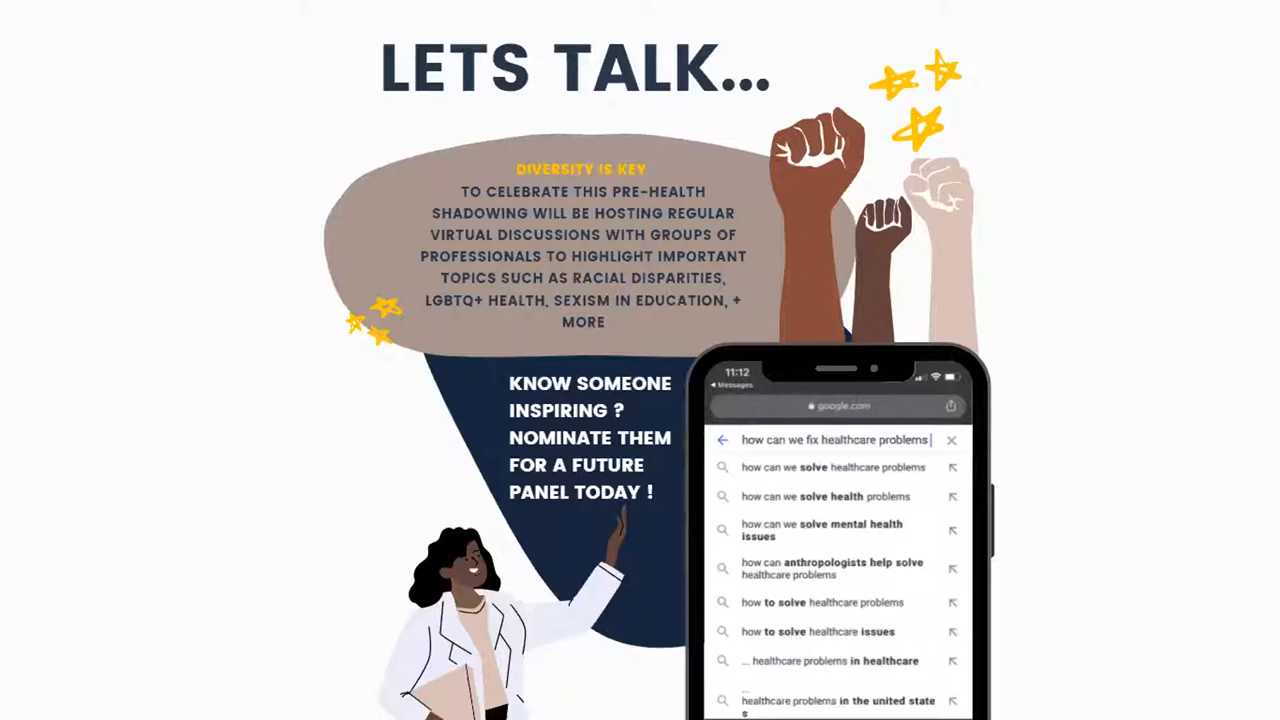 LETS TALK...
DIVERSITY IS KEY
TO CELEBRATE THIS PRE-HEALTH
SHADOWING WILL BE HOSTING REGULAR
VIRTUAL DISCUSSIONS WITH GROUPS OF
PROFESSIONALS TO HIGHLIGHT IMPORTANT
TOPICS SUCH AS RACIAL DISPARITIES,
LGBTQ+ HEALTH, SEXISM IN EDUCATION, +
MORE
KNOW SOMEONE
INSPIRING ?
NOMINATE THEM
FOR A FUTURE
PANEL TODAY !
11:12
Messages
google.com
how can we fix healthcare problems
how can we solve healthcare problems
how can we solve health problems
how can we solve mental health
issues
how can anthropologists help solve
healthcare problems
how to solve healthcare problems
how to solve healthcare issues
... healthcare problems in healthcare
...
healthcare problems in the united state
s